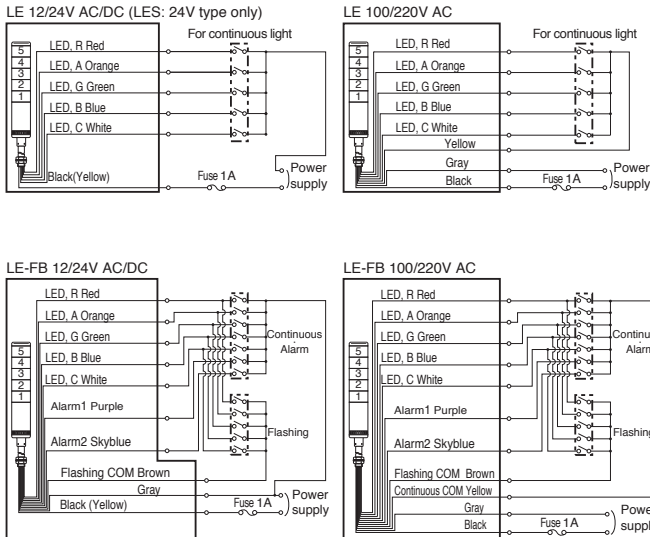 LE 12/24V AC/DC (LES: 24V type only)
For continuous light
5
4
3
2
1
LED, R Red
LED, A Orange
LED, G Green
LED, B Blue
LED, C White
Black(Yellow)
Fuse 1A
Power
supply
LE 100/220V AC
For continuous light
5
4
3
2
1
LED, R Red
LED, A Orange
LED, G Green
LED, B Blue
LED, C White
Yellow
Gray
Black
Fuse 1A
Power
supply
LE-FB 12/24V AC/DC
5
4
3
2
1
LED, R Red
LED, A Orange
LED, G Green
LED, B Blue
LED, C White
Alarm1 Purple
Alarm2 Skyblue
Flashing COM Brown
Gray
Black (Yellow)
Continuous
Alarm
Flashing
Fuse 1A
Power
supply
LE-FB 100/220V AC
5
4
3
2
1
LED, R Red
LED, A Orange
LED, G Green
LED, B Blue
LED, C White
Alarm1 Purple
Alarm2 Skyblue
Flashing COM Brown
Continuous COM Yellow
Gray
Black
Continu
Alarm
Flashing
Fuse 1A
Powe
suppl